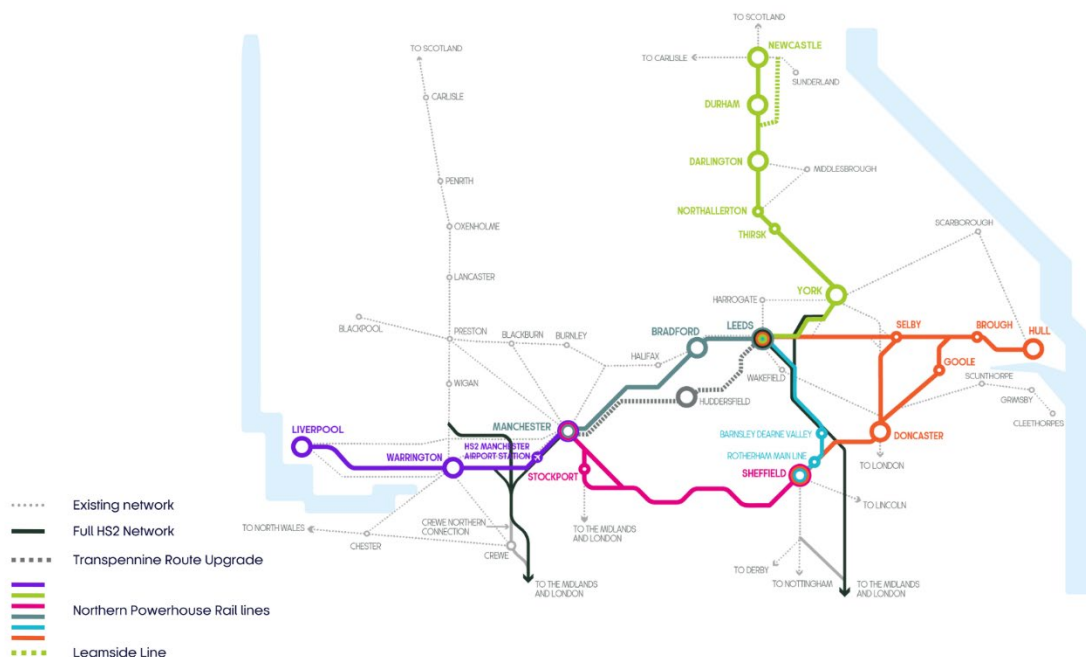 TO SCOTLAND
NEWCASTLE
TO CARLISLE
SUNDERLAND
TO SCOTLAND
CARLISLE
DURHAM
DARLINGTON
MIDDLESBROUGH
PENRITH
NORTHALLERTON
THIRSK
OXENHOLME
SCARBOROUGH
LANCASTER
YORK
HARROGATE
BLACKPOOL
PRESTON
BLACKBURN
BURNLEY
BRADFORD
LEEDS
SELBY
BROUGH
HULL
HALIFAX
WAKEFIELD
GOOLE
SCUNTHORPE
GRIMSBY
CLEETHORPES
WIGAN
HUDDERSFIELD
LIVERPOOL
MANCHESTER
HS2 MANCHESTER
AIRPORT STATION
WARRINGTON
STOCKPORT
BARNSLEY DEARNE VALLEY
ROTHERHAM MAIN LINE
SHEFFIELD
DONCASTER
TO LONDON
TO LINCOLN
TO NORTH WALES
CHESTER
CREWE NORTHERN
CONNECTION
CREWE
TO THE MIDLANDS
AND LONDON
TO DERBY
TO NOTTINGHAM
TO THE MIDLANDS
AND LONDON
TO THE MIDLANDS
AND LONDON
Existing network
Full HS2 Network
Transpennine Route Upgrade
Northern Powerhouse Rail lines
Leamside Line